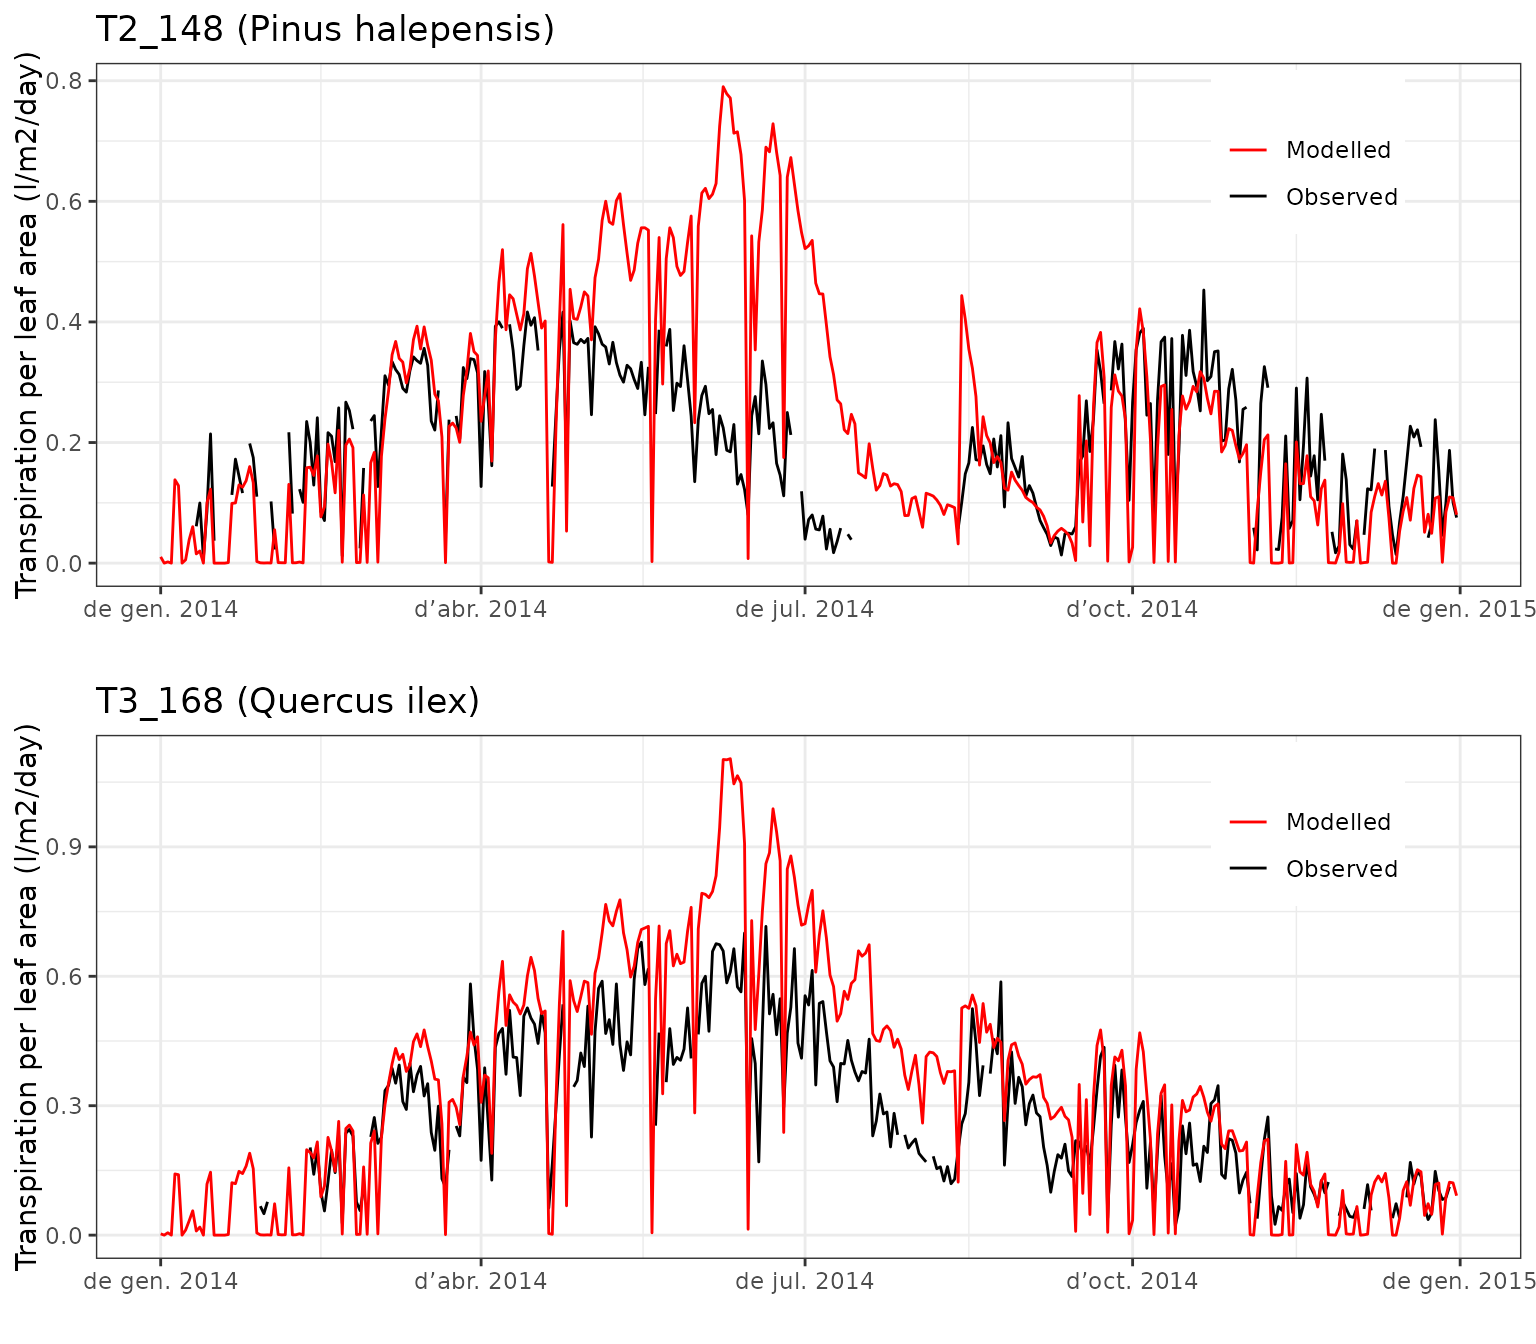 T2_148 (Pinus halepensis)
Transpiration per leaf area (l/m2/day)
0.8
0.6
0.4
0.2
0.0
Modelled
Observed
de gen. 2014
d’abr. 2014
de jul. 2014
d’oct. 2014
de gen. 2015
T3_168 (Quercus ilex)
Transpiration per leaf area (l/m2/day)
0.9
0.6
0.3
0.0
Modelled
Observed
de gen. 2014
d’abr. 2014
de jul. 2014
d’oct. 2014
de gen. 2015